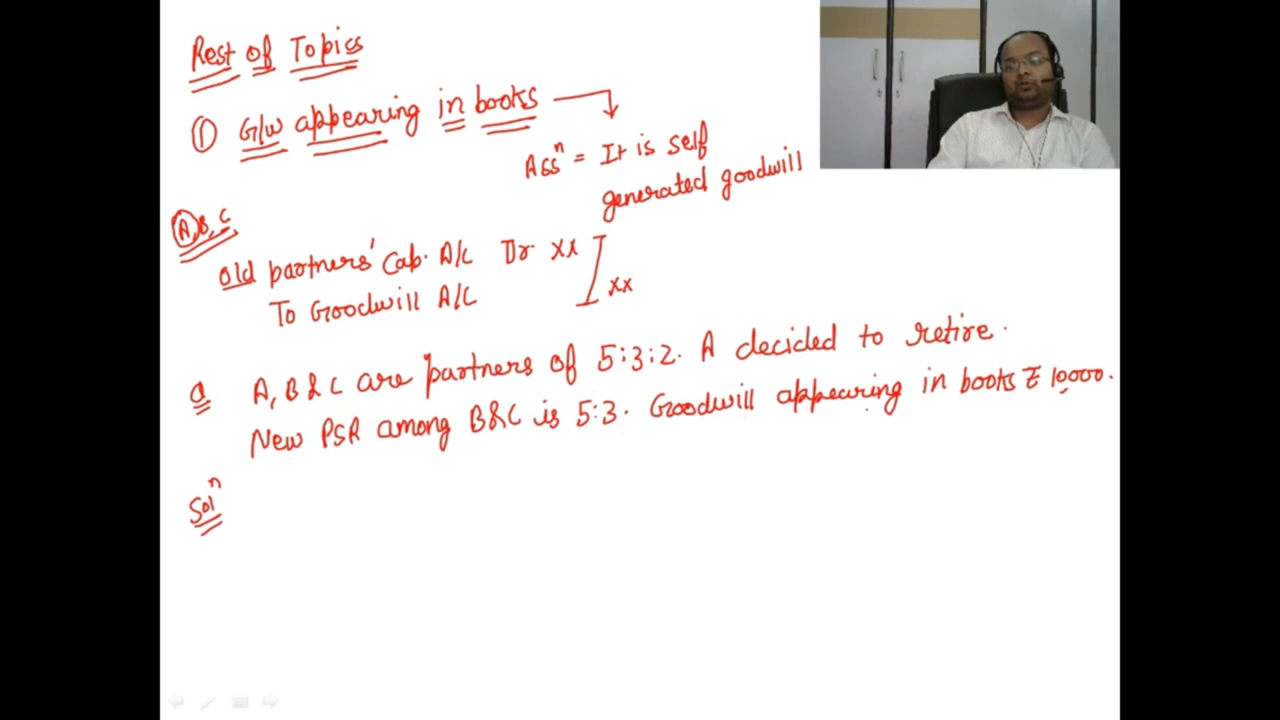 Rest of Topics
① G/W appearing in books
Assⁿ = It is self
generated goodwill
A, B, C
Old partners' Cap. A/c Dr xx
To Goodwill A/c xx
Q A, B & C are partners of 5:3:2. A decided to retire.
New PSR among B&C is 5:3. Goodwill appearing in books ₹ 10,000.
Solⁿ